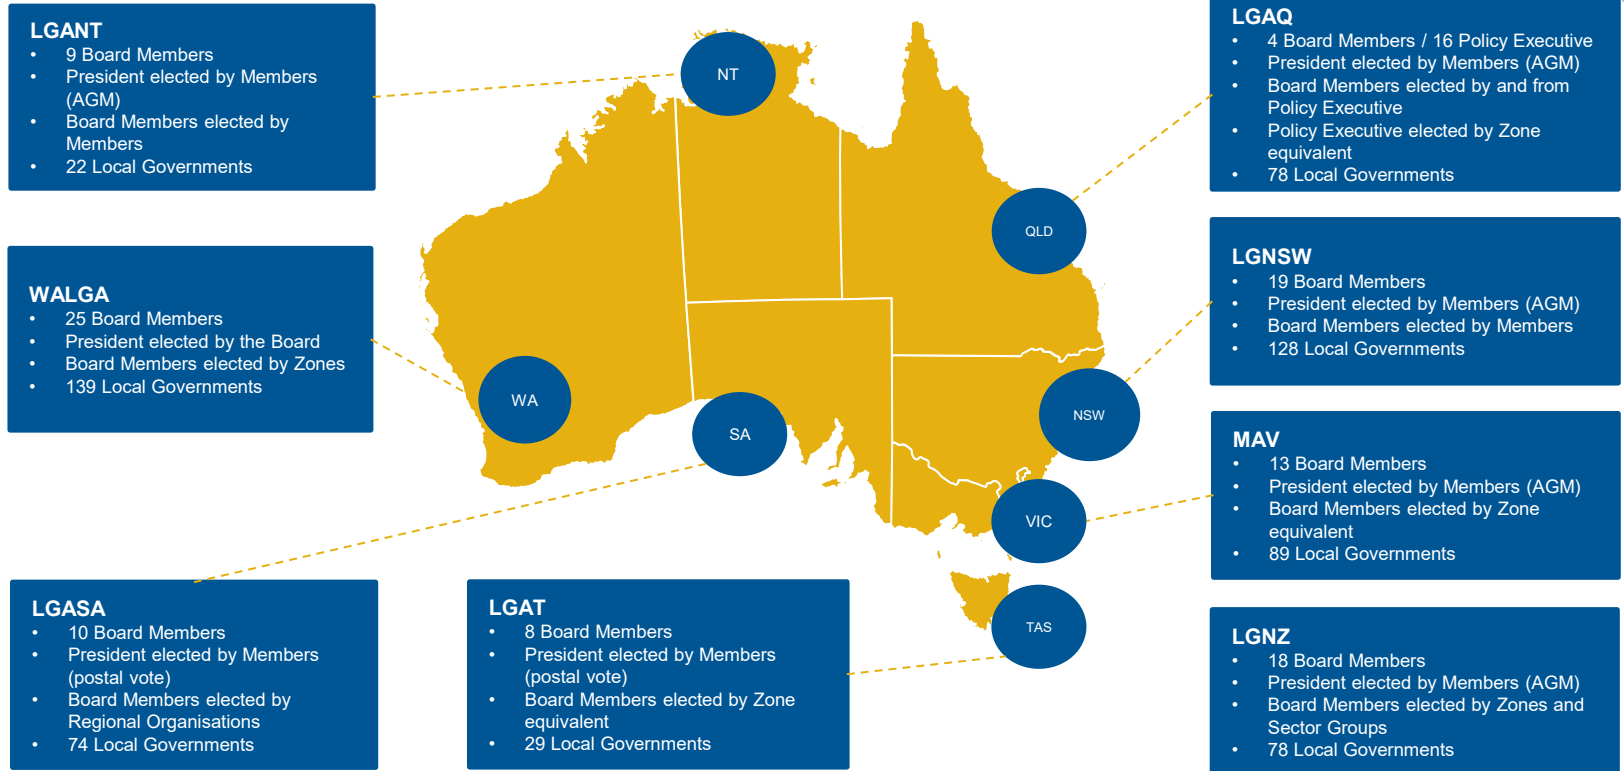 LGANT
• 9 Board Members
• President elected by Members
(AGM)
• Board Members elected by
Members
• 22 Local Governments
NT
LGAQ
• 4 Board Members / 16 Policy Executive
• President elected by Members (AGM)
• Board Members elected by and from
Policy Executive
• Policy Executive elected by Zone
equivalent
• 78 Local Governments
QLD
WALGA
• 25 Board Members
• President elected by the Board
• Board Members elected by Zones
• 139 Local Governments
WA
SA
LGNSW
• 19 Board Members
• President elected by Members (AGM)
• Board Members elected by Members
• 128 Local Governments
NSW
MAV
• 13 Board Members
• President elected by Members (AGM)
• Board Members elected by Zone
equivalent
• 89 Local Governments
VIC
LGASA
• 10 Board Members
• President elected by Members
(postal vote)
• Board Members elected by
Regional Organisations
• 74 Local Governments
LGAT
• 8 Board Members
• President elected by Members
(postal vote)
• Board Members elected by Zone
equivalent
• 29 Local Governments
TAS
LGNZ
• 18 Board Members
• President elected by Members (AGM)
• Board Members elected by Zones and
Sector Groups
• 78 Local Governments